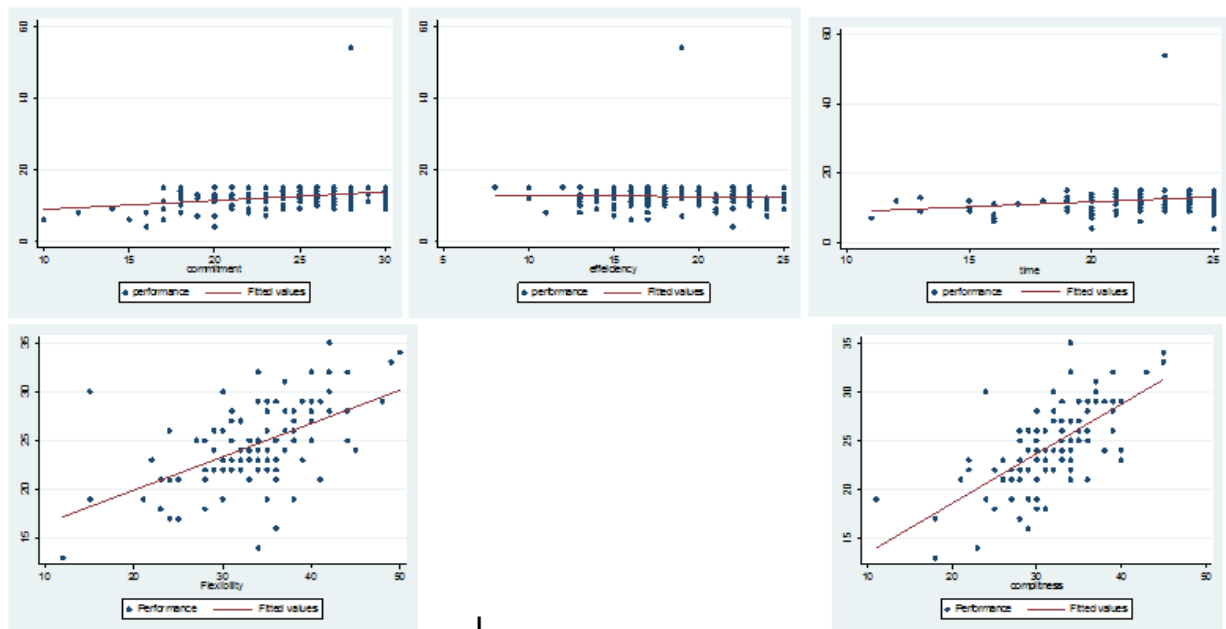 60
40
20
0
10 15 20 25 30
commitment
performance Fitted values
60
40
20
0
5 10 15 20 25
effeiciency
performance Fitted values
60
40
20
0
10 15 20 25
time
performance Fitted values
35
30
25
20
15
10 20 30 40 50
Flexibility
Performance Fitted values
35
30
25
20
15
10 20 30 40 50
complitness
Performance Fitted values